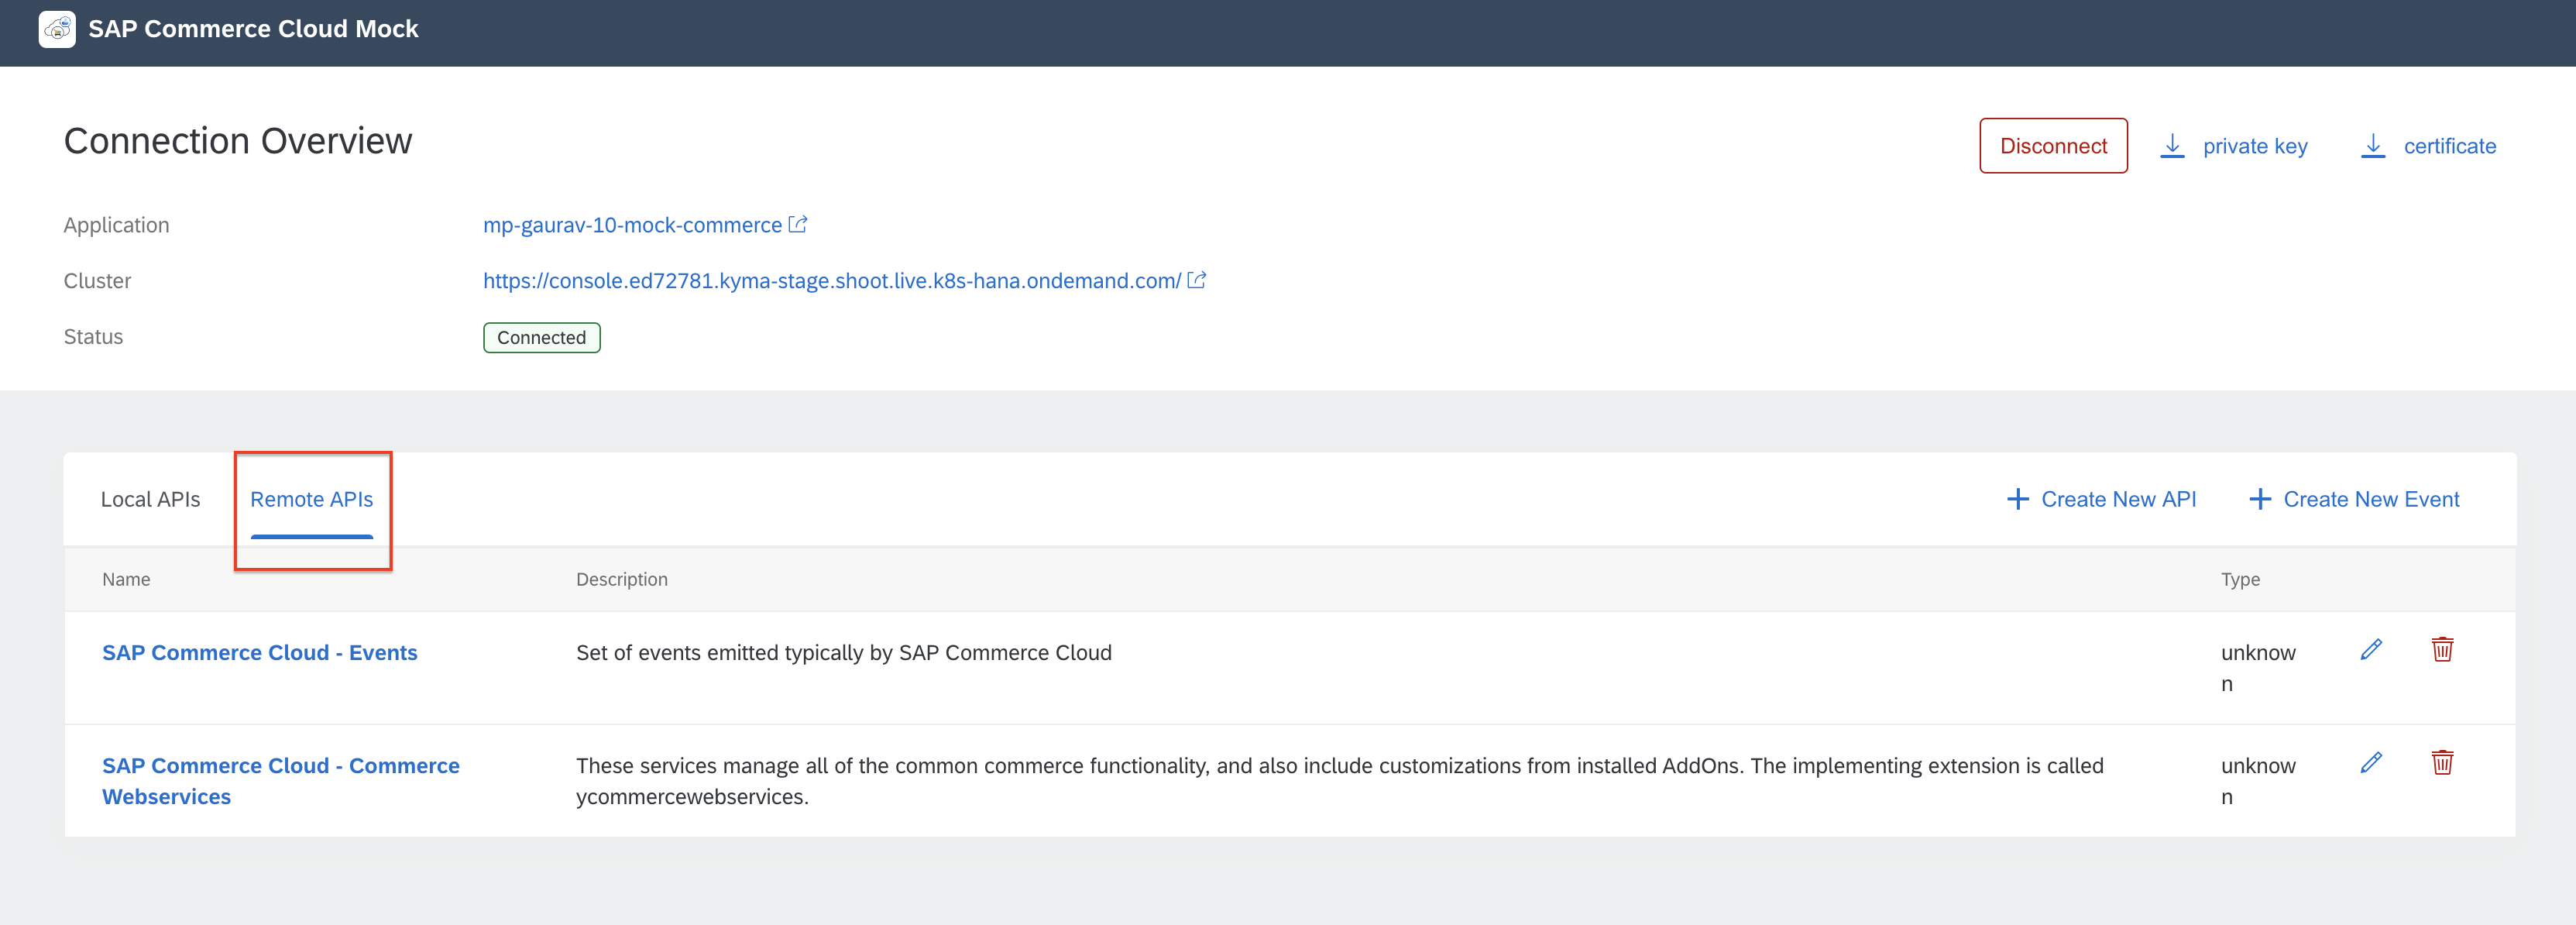 SAP Commerce Cloud Mock
Connection Overview
Disconnect
private key
certificate
Application
mp-gaurav-10-mock-commerce
Cluster
https://console.ed72781.kyma-stage.shoot.live.k8s-hana.ondemand.com/
Status
Connected
Local APIs
Remote APIs
Create New API
Create New Event
Name
Description
Type
SAP Commerce Cloud - Events
Set of events emitted typically by SAP Commerce Cloud
unknow
n
SAP Commerce Cloud - Commerce
Webservices
These services manage all of the common commerce functionality, and also include customizations from installed AddOns. The implementing extension is called
ycommercewebservices.
unknow
n